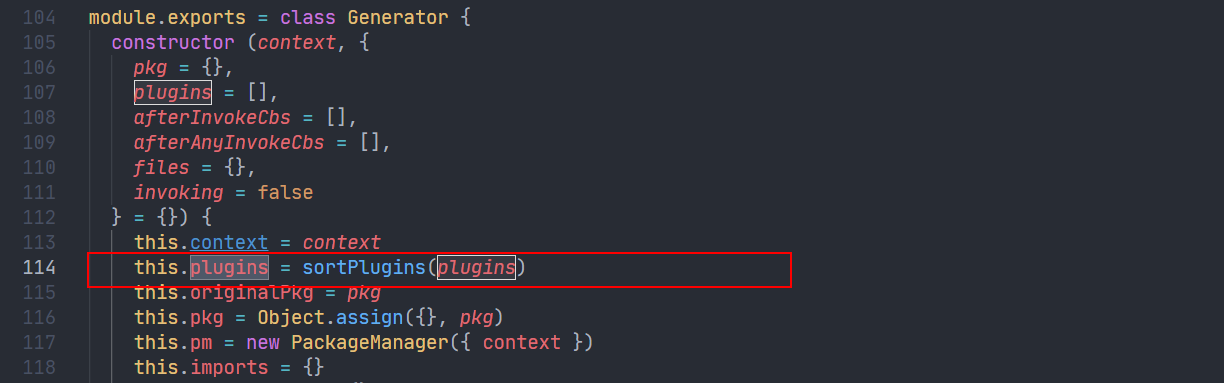 104 module.exports = class Generator {
105 constructor (context, {
106 pkg = {},
107 plugins = [],
108 afterInvokeCbs = [],
109 afterAnyInvokeCbs = [],
110 files = {},
111 invoking = false
112 } = {}) {
113 this.context = context
114 this.plugins = sortPlugins(plugins)
115 this.originalPkg = pkg
116 this.pkg = Object.assign({}, pkg)
117 this.pm = new PackageManager({ context })
118 this.imports = {}